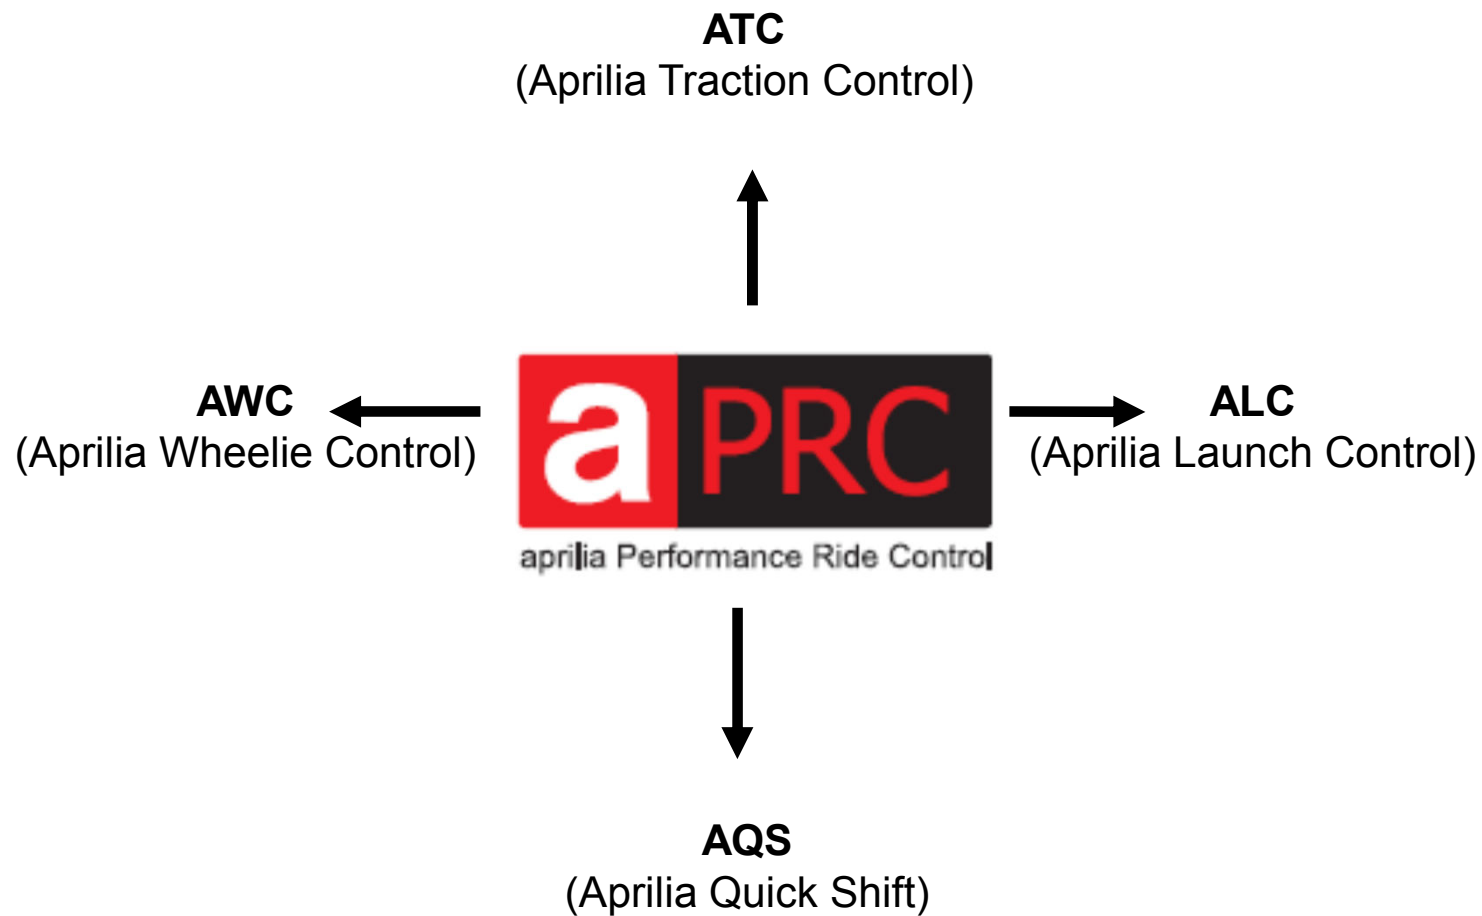 ATC
(Aprilia Traction Control)
AWC
(Aprilia Wheelie Control)
a PRC
aprilia Performance Ride Control
ALC
(Aprilia Launch Control)
AQS
(Aprilia Quick Shift)